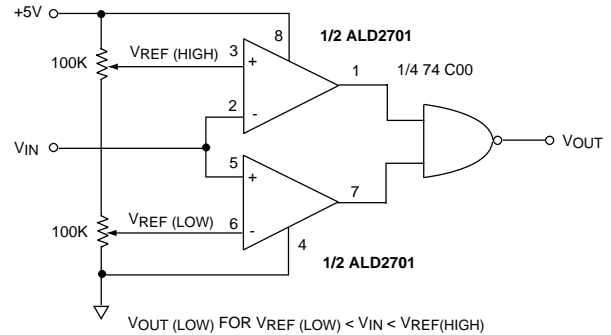 +5V
8
1/2 ALD2701
100K
VREF (HIGH)
3
+
1
1/4 74 C00
2
-
VIN
VOUT
5
+
7
100K
VREF (LOW)
6
-
4
1/2 ALD2701
VOUT (LOW) FOR VREF (LOW) < VIN < VREF(HIGH)